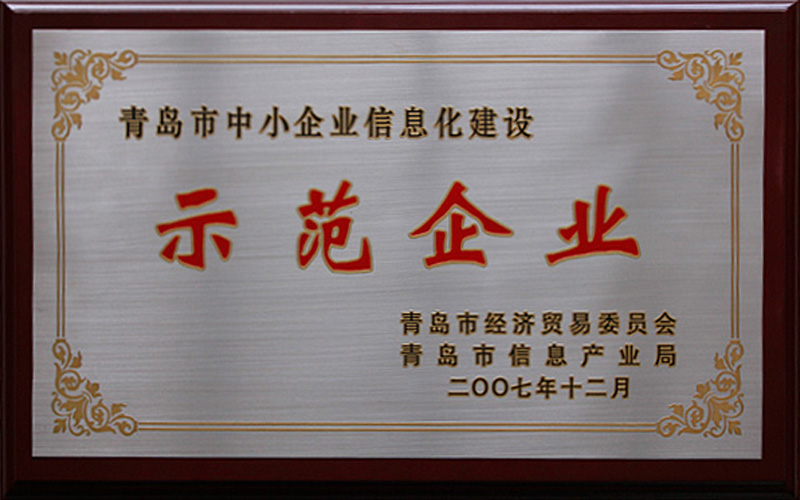 青岛市中小企业信息化建设
示范企业
青岛市经济贸易委员会
青岛市信息产业局
二〇〇七年十二月